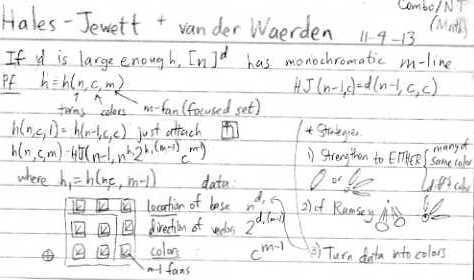 Combo/NT
(Math)
Hales-Jewett + van der Waerden 11-4-13
If d is large enough, [n]^d has monochromatic m-line
Pf h = h(n, c, m) HJ(n-1,c)=d(n-1, c, c)
turns colors m-fan (focused set)
h(n,c,1) = h(n-1,c,c) just attach
h(n,c,m) = HJ(n-1, n^h 2^{h_1(m-1)} c^{m-1}
where h_1 = h(n,c, m-1) data:
location of base n^{d_1}
direction of vectors 2^{d_1(m-1)}
colors: c^{m-1}
m-1 fans
* Strategies
1) Strengthen to EITHER { many of same color
or diff color
2) cf Ramsey
3) Turn data into colors